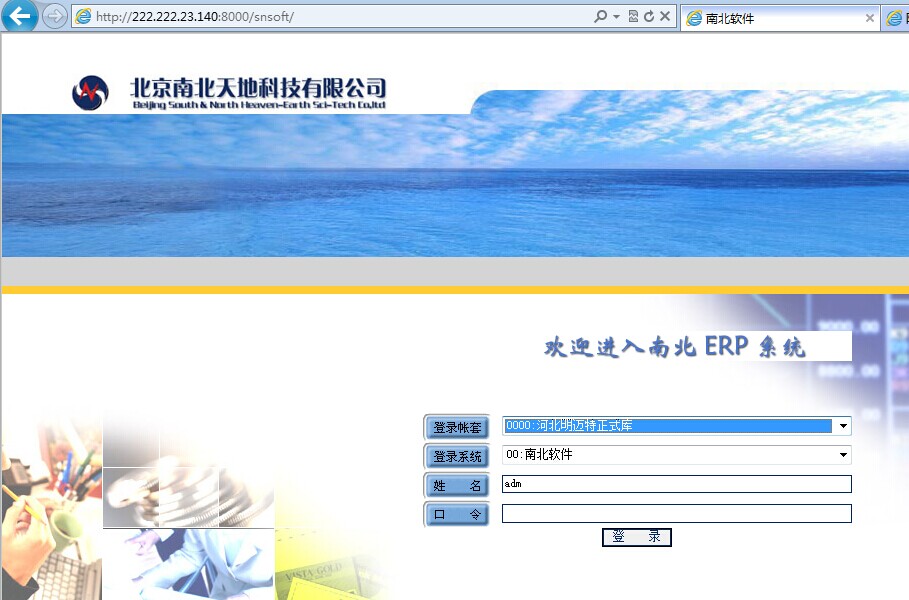 http://222.222.23.140:8000/snsoft/
南北软件
北京南北天地科技有限公司
Beijing South & North Heaven-Earth Sci-Tech Co,ltd
欢迎进入南北 ERP 系统
登录帐套 0000:河北明迈特正式库
登录系统 00:南北软件
姓 名 adm
口 令
登 录
VISTA GOLD